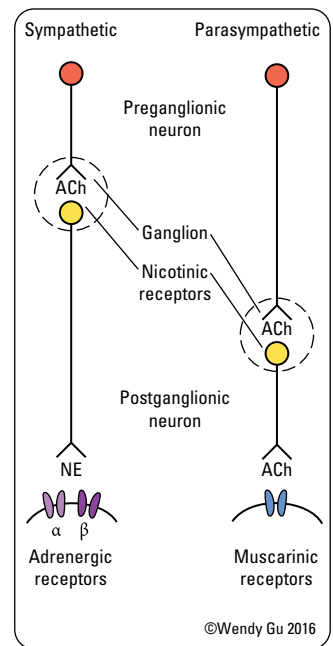 Sympathetic
Parasympathetic
Preganglionic
neuron
ACh
Ganglion
Nicotinic
receptors
ACh
Postganglionic
neuron
NE
ACh
α
β
Adrenergic
receptors
Muscarinic
receptors
©Wendy Gu 2016